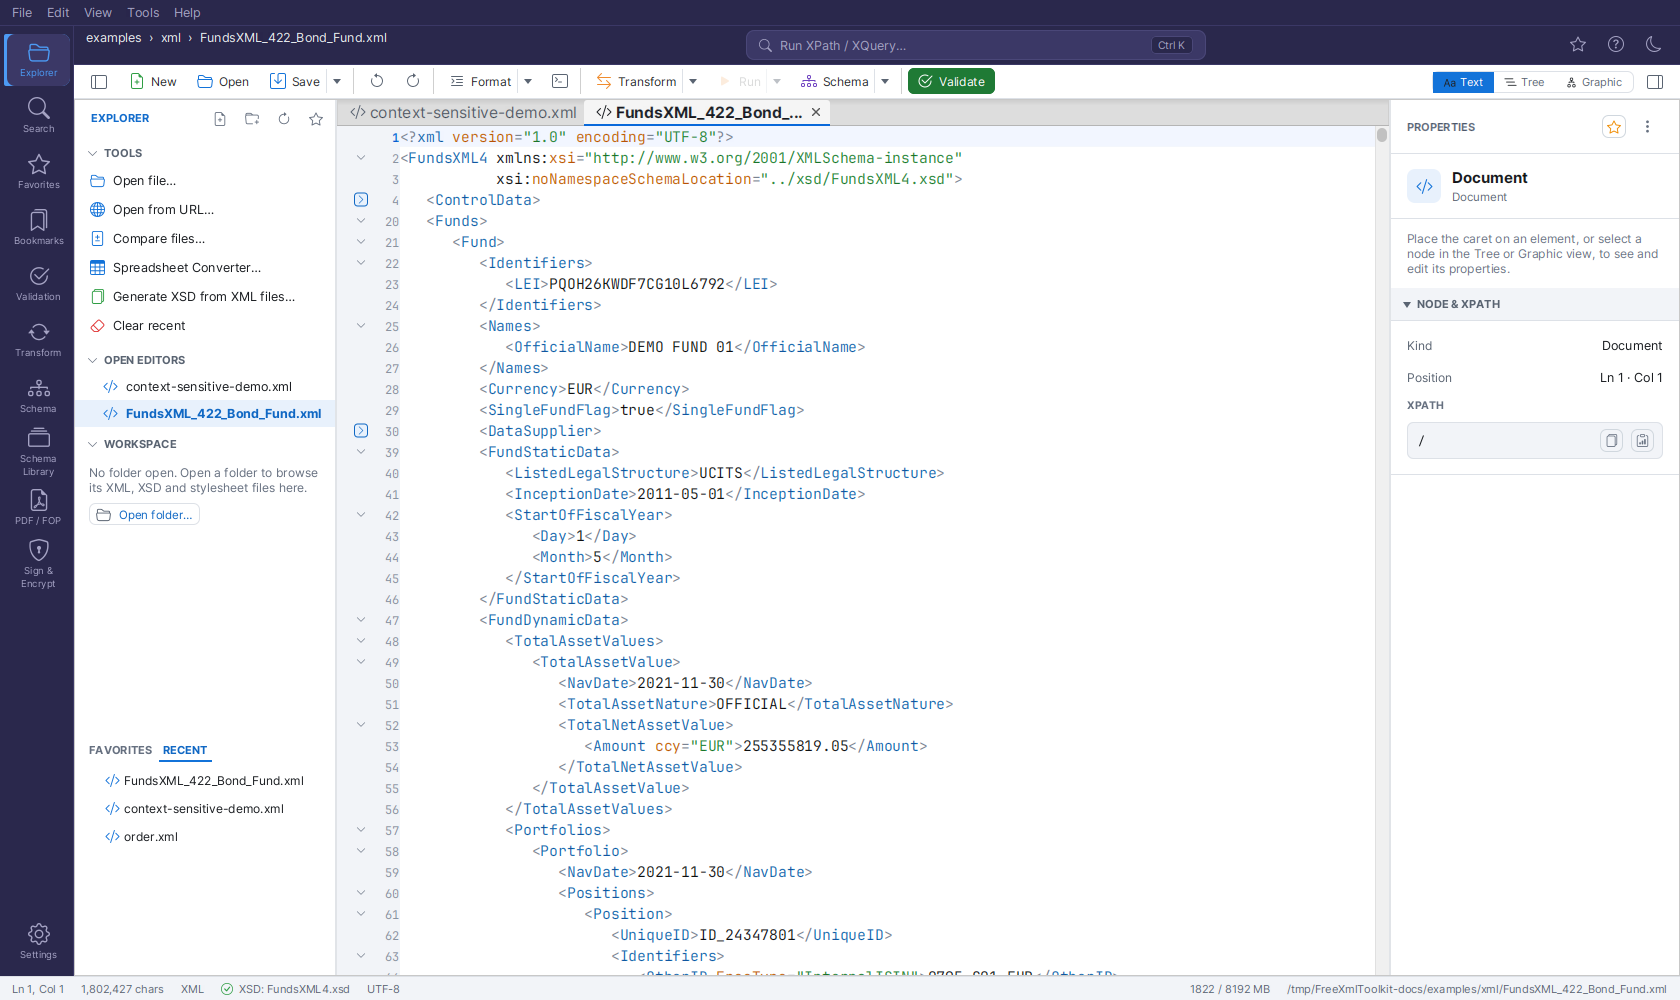 File Edit View Tools Help
examples › xml › FundsXML_422_Bond_Fund.xml
Run XPath / XQuery...
Ctrl K
New Open Save Format Transform Run Schema Validate
Aa Text Tree Graphic
Explorer
Search
Favorites
Bookmarks
Validation
Transform
Schema
Schema
Library
PDF / FOP
Sign &
Encrypt
Settings
EXPLORER
TOOLS
Open file...
Open from URL...
Compare files...
Spreadsheet Converter...
Generate XSD from XML files...
Clear recent
OPEN EDITORS
context-sensitive-demo.xml
FundsXML_422_Bond_Fund.xml
WORKSPACE
No folder open. Open a folder to browse
its XML, XSD and stylesheet files here.
Open folder...
FAVORITES RECENT
FundsXML_422_Bond_Fund.xml
context-sensitive-demo.xml
order.xml
context-sensitive-demo.xml FundsXML_422_Bond_...
1 <?xml version="1.0" encoding="UTF-8"?>
2 <FundsXML4 xmlns:xsi="http://www.w3.org/2001/XMLSchema-instance"
3 xsi:noNamespaceSchemaLocation="../xsd/FundsXML4.xsd">
4 <ControlData>
20 <Funds>
21 <Fund>
22 <Identifiers>
23 <LEI>PQOH26KWDF7CG10L6792</LEI>
24 </Identifiers>
25 <Names>
26 <OfficialName>DEMO FUND 01</OfficialName>
27 </Names>
28 <Currency>EUR</Currency>
29 <SingleFundFlag>true</SingleFundFlag>
30 <DataSupplier>
39 <FundStaticData>
40 <ListedLegalStructure>UCITS</ListedLegalStructure>
41 <InceptionDate>2011-05-01</InceptionDate>
42 <StartOfFiscalYear>
43 <Day>1</Day>
44 <Month>5</Month>
45 </StartOfFiscalYear>
46 </FundStaticData>
47 <FundDynamicData>
48 <TotalAssetValues>
49 <TotalAssetValue>
50 <NavDate>2021-11-30</NavDate>
51 <TotalAssetNature>OFFICIAL</TotalAssetNature>
52 <TotalNetAssetValue>
53 <Amount ccy="EUR">255355819.05</Amount>
54 </TotalNetAssetValue>
55 </TotalAssetValue>
56 </TotalAssetValues>
57 <Portfolios>
58 <Portfolio>
59 <NavDate>2021-11-30</NavDate>
60 <Positions>
61 <Position>
62 <UniqueID>ID_24347801</UniqueID>
63 <Identifiers>
PROPERTIES
Document
Document
Place the caret on an element, or select a
node in the Tree or Graphic view, to see and
edit its properties.
NODE & XPATH
Kind Document
Position Ln 1 · Col 1
XPATH
/
Ln 1, Col 1 1,802,427 chars XML XSD: FundsXML4.xsd UTF-8
1822 / 8192 MB /tmp/FreeXmlToolkit-docs/examples/xml/FundsXML_422_Bond_Fund.xml